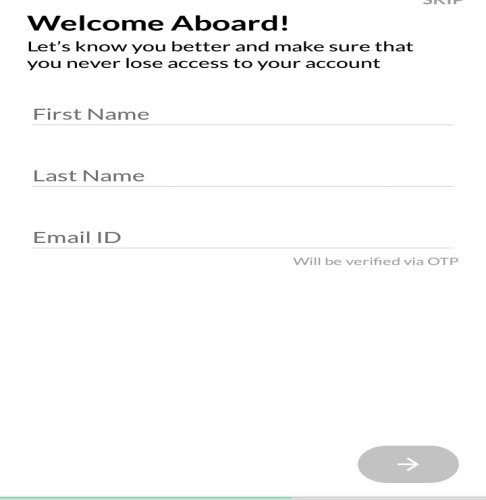 SKIP
Welcome Aboard!
Let's know you better and make sure that
you never lose access to your account
First Name
Last Name
Email ID
Will be verified via OTP